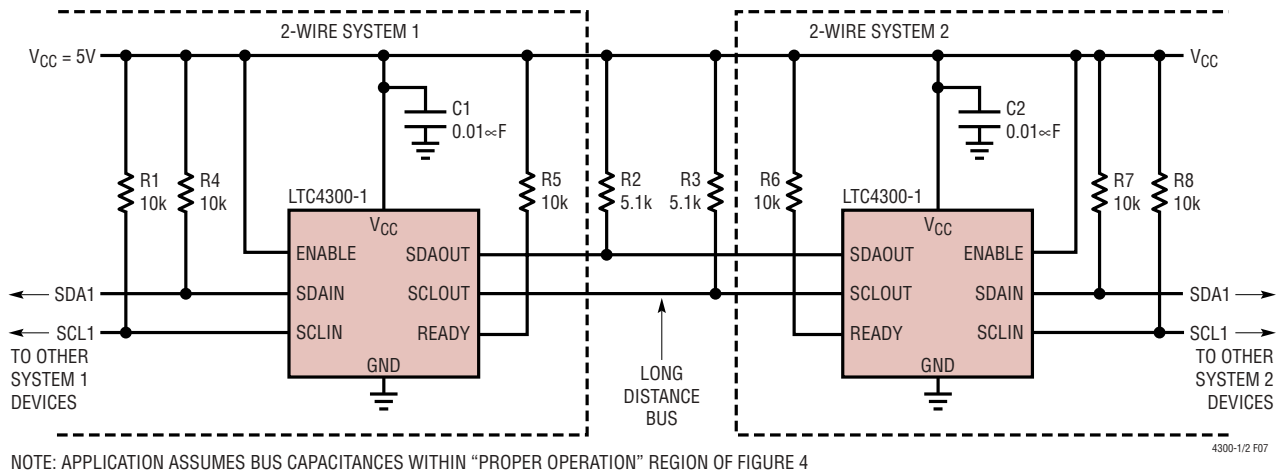 2-WIRE SYSTEM 1
2-WIRE SYSTEM 2
VCC = 5V
VCC
C1
0.01∝F
C2
0.01∝F
R1
10k
R4
10k
R5
10k
R2
5.1k
R3
5.1k
R6
10k
R7
10k
R8
10k
LTC4300-1
VCC
ENABLE
SDAIN
SCLIN
SDAOUT
SCLOUT
READY
GND
LTC4300-1
VCC
SDAOUT
SCLOUT
READY
ENABLE
SDAIN
SCLIN
GND
SDA1
SCL1
TO OTHER
SYSTEM 1
DEVICES
LONG
DISTANCE
BUS
SDA1
SCL1
TO OTHER
SYSTEM 2
DEVICES
4300-1/2 F07
NOTE: APPLICATION ASSUMES BUS CAPACITANCES WITHIN “PROPER OPERATION” REGION OF FIGURE 4